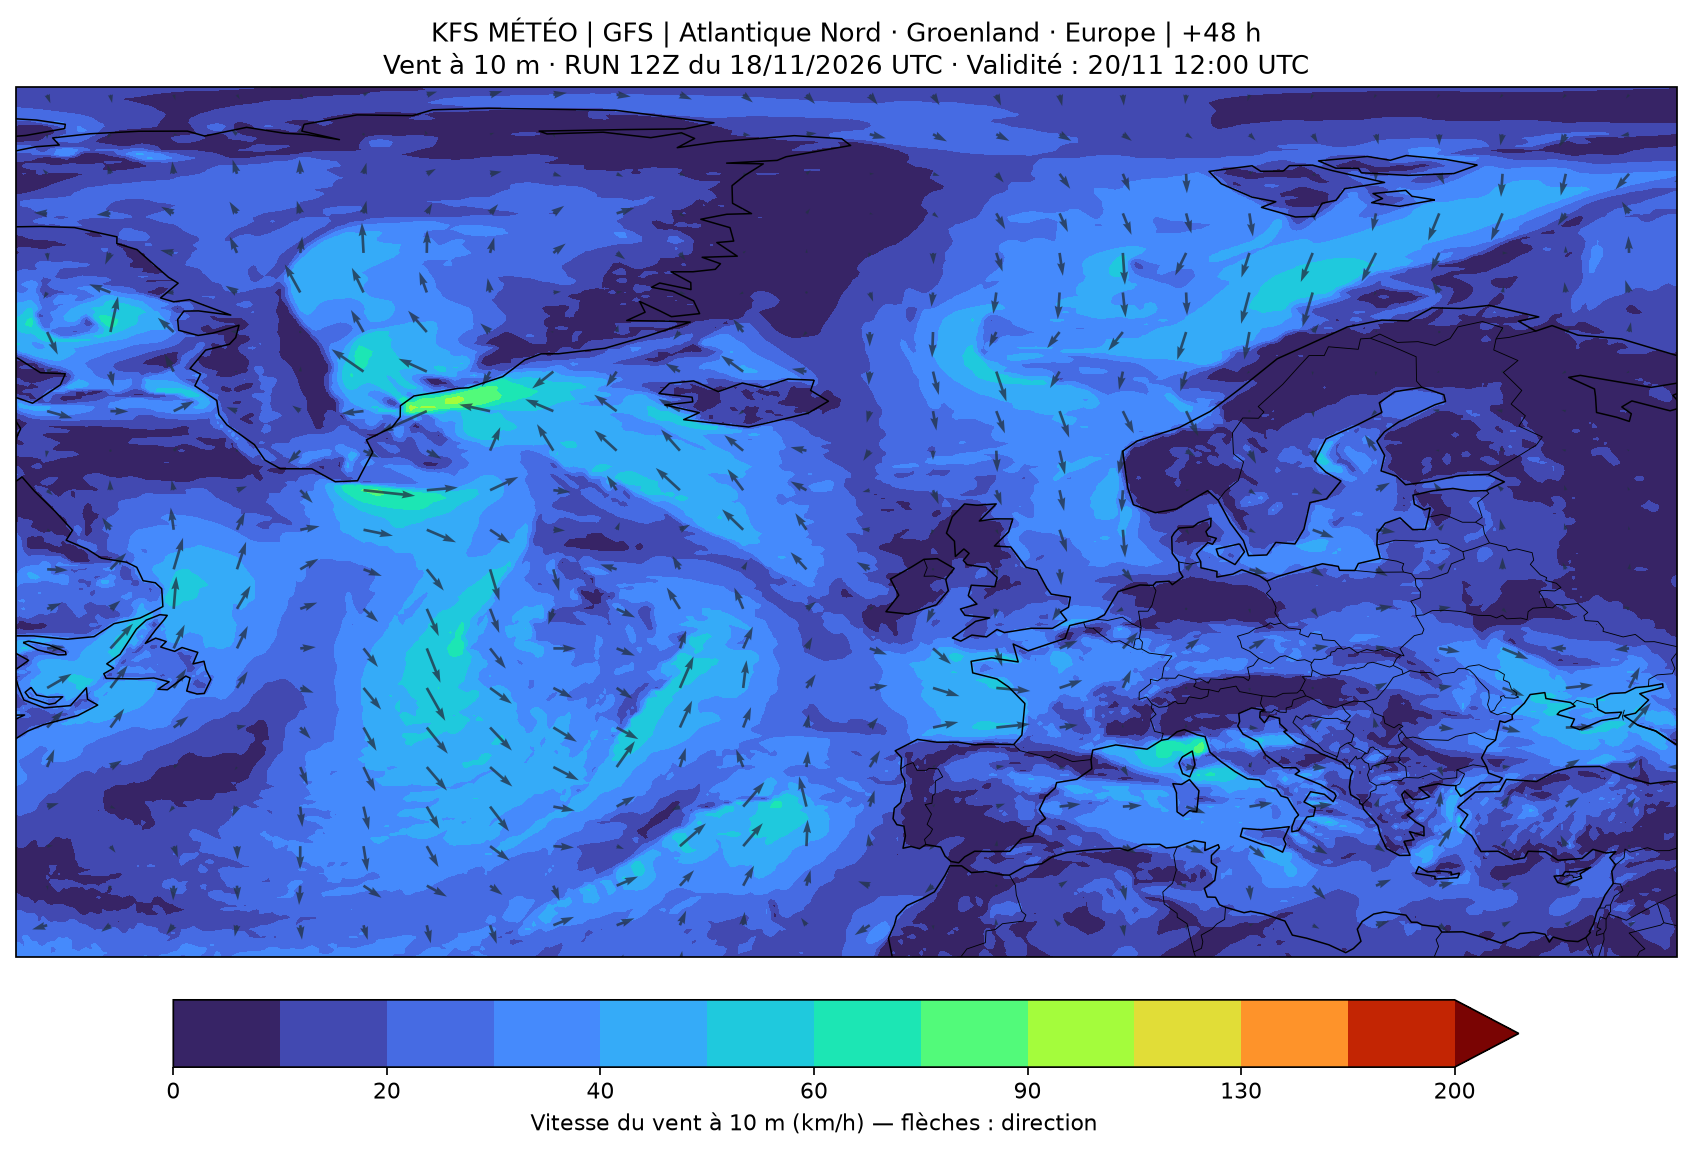 KFS MÉTÉO | GFS | Atlantique Nord · Groenland · Europe | +48 h
Vent à 10 m · RUN 12Z du 18/11/2026 UTC · Validité : 20/11 12:00 UTC
0 20 40 60 90 130 200
Vitesse du vent à 10 m (km/h) — flèches : direction